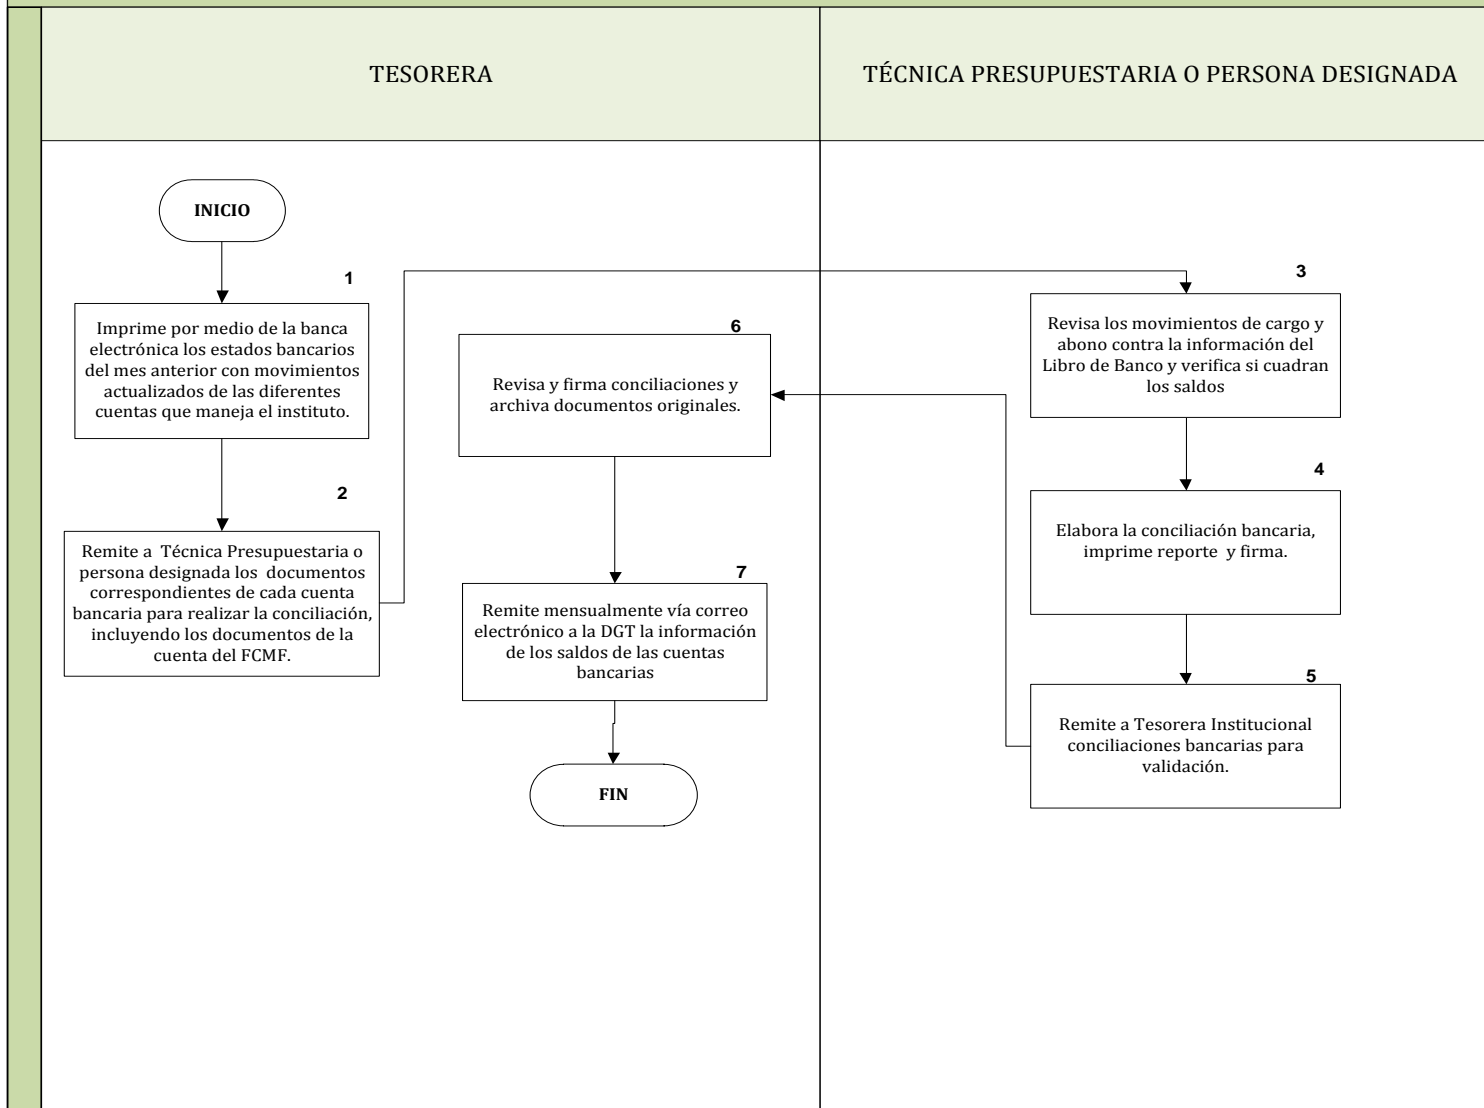 TESORERA
TÉCNICA PRESUPUESTARIA O PERSONA DESIGNADA
INICIO
1
Imprime por medio de la banca
electrónica los estados bancarios
del mes anterior con movimientos
actualizados de las diferentes
cuentas que maneja el instituto.
2
Remite a Técnica Presupuestaria o
persona designada los documentos
correspondientes de cada cuenta
bancaria para realizar la conciliación,
incluyendo los documentos de la
cuenta del FCMF.
3
Revisa los movimientos de cargo y
abono contra la información del
Libro de Banco y verifica si cuadran
los saldos
4
Elabora la conciliación bancaria,
imprime reporte y firma.
5
Remite a Tesorera Institucional
conciliaciones bancarias para
validación.
6
Revisa y firma conciliaciones y
archiva documentos originales.
7
Remite mensualmente vía correo
electrónico a la DGT la información
de los saldos de las cuentas
bancarias
FIN